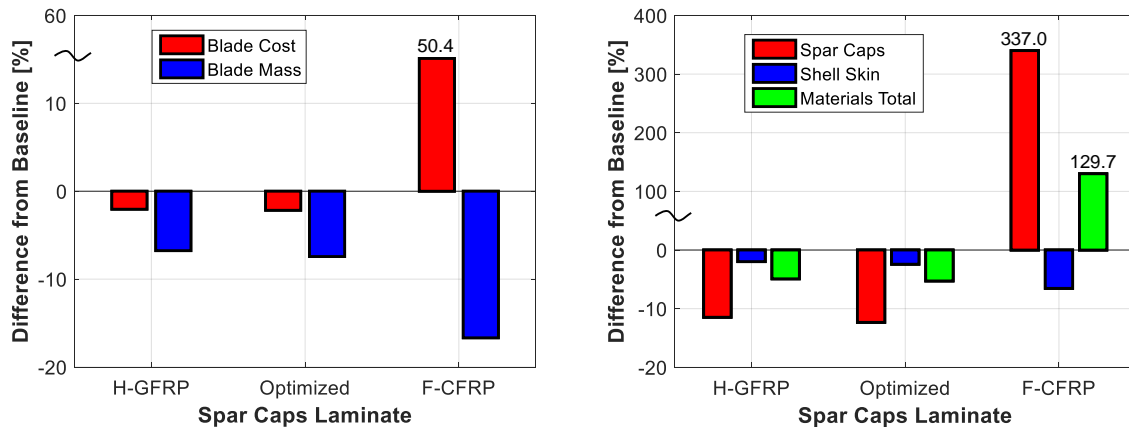 60
10
0
-10
-20
Difference from Baseline [%]
Blade Cost
Blade Mass
50.4
H-GFRP
Optimized
F-CFRP
Spar Caps Laminate
400
300
200
100
0
-10
-20
Difference from Baseline [%]
Spar Caps
Shell Skin
Materials Total
337.0
129.7
H-GFRP
Optimized
F-CFRP
Spar Caps Laminate